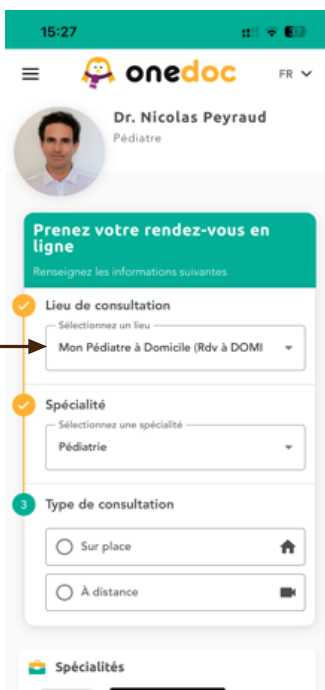 15:27
onedoc
FR
Dr. Nicolas Peyraud
Pédiatre
Prenez votre rendez-vous en
ligne
Renseignez les informations suivantes
Lieu de consultation
Sélectionnez un lieu
Mon Pédiatre à Domicile (Rdv à DOMI
Spécialité
Sélectionnez une spécialité
Pédiatrie
3 Type de consultation
Sur place
À distance
Spécialités